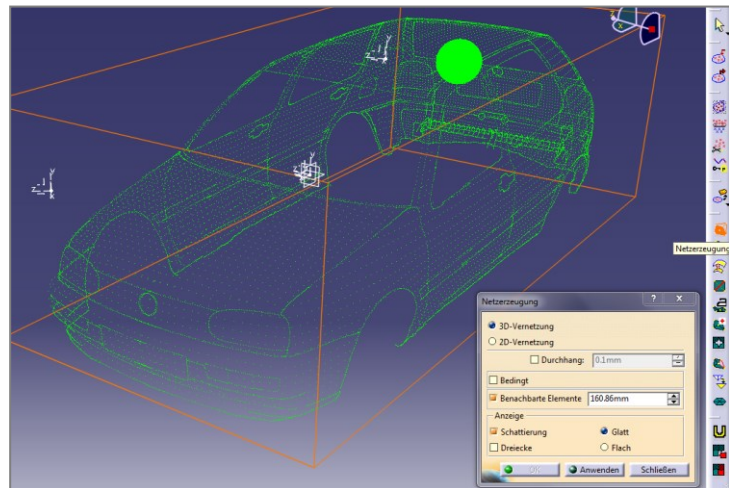 Netzerzeugung
Netzerzeugung
3D-Vernetzung
2D-Vernetzung
Durchhang: 0.1mm
Bedingt
Benachbarte Elemente 160.86mm
Anzeige
Schattierung Glatt
Dreiecke Flach
OK Anwenden Schließen